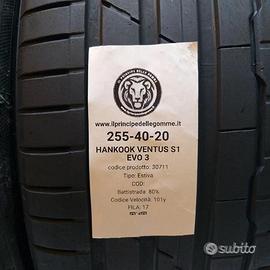 IL PRINCIPE DELLE GOMME
www.ilprincipedellegomme.it
255-40-20
HANKOOK VENTUS S1
EVO 3
codice prodotto: 30711
Tipo: Estiva
COD:
Battistrada: 80%
Codice Velocità: 101y
FILA: 17
subito